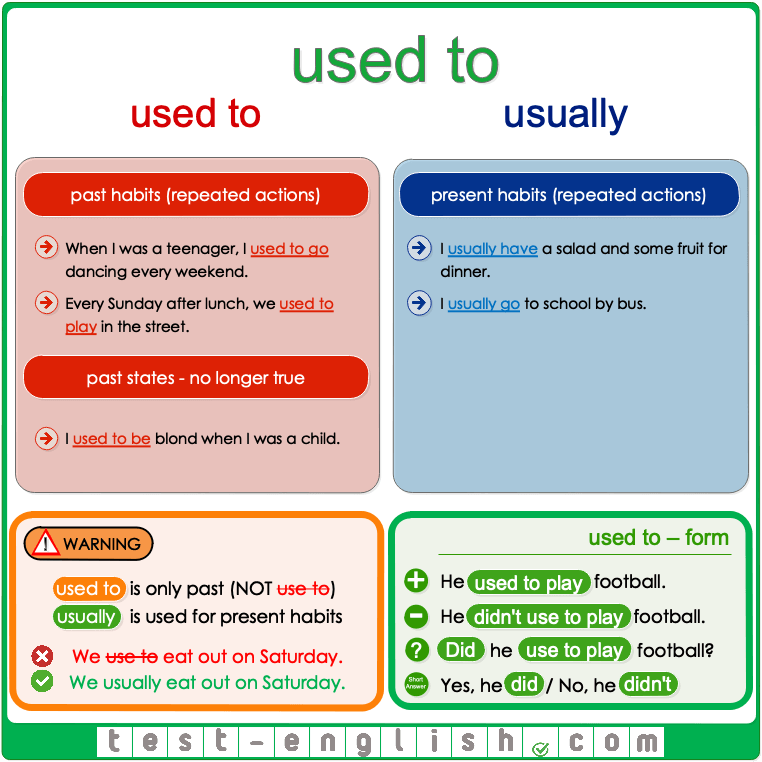 used to
used to
usually
past habits (repeated actions)
When I was a teenager, I used to go
dancing every weekend.
Every Sunday after lunch, we used to
play in the street.
past states - no longer true
I used to be blond when I was a child.
present habits (repeated actions)
I usually have a salad and some fruit for
dinner.
I usually go to school by bus.
WARNING
used to is only past (NOT use to)
usually is used for present habits
We use to eat out on Saturday.
We usually eat out on Saturday.
used to – form
He used to play football.
He didn't use to play football.
? Did he use to play football?
Short
Answer
Yes, he did / No, he didn't
test-english.com